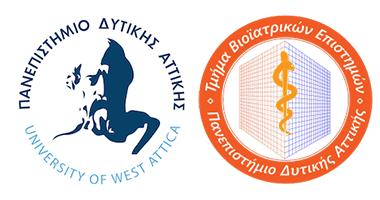 ΠΑΝΕΠΙΣΤΗΜΙΟ ΔΥΤΙΚΗΣ ΑΤΤΙΚΗΣ
UNIVERSITY OF WEST ATTICA
Τμήμα Βιοϊατρικών Επιστημών
Πανεπιστήμιο Δυτικής Αττικής